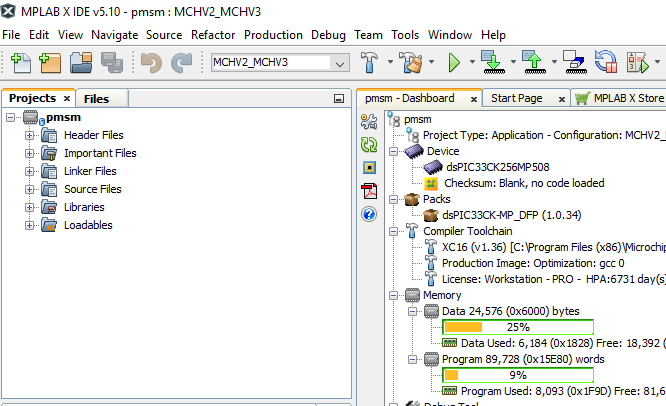 MPLAB X IDE v5.10 - pmsm : MCHV2_MCHV3
File Edit View Navigate Source Refactor Production Debug Team Tools Window Help
MCHV2_MCHV3
Projects × Files
pmsm - Dashboard × Start Page × MPLAB X Store
pmsm
Header Files
Important Files
Linker Files
Source Files
Libraries
Loadables
pmsm
Project Type: Application - Configuration: MCHV2_
Device
dsPIC33CK256MP508
Checksum: Blank, no code loaded
Packs
dsPIC33CK-MP_DFP (1.0.34)
Compiler Toolchain
XC16 (v1.36) [C:\Program Files (x86)\Microchip
Production Image: Optimization: gcc 0
License: Workstation - PRO - HPA:6731 day(s)
Memory
Data 24,576 (0x6000) bytes
25%
Data Used: 6,184 (0x1828) Free: 18,392 (
Program 89,728 (0x15E80) words
9%
Program Used: 8,093 (0x1F9D) Free: 81,6
Debug Tool